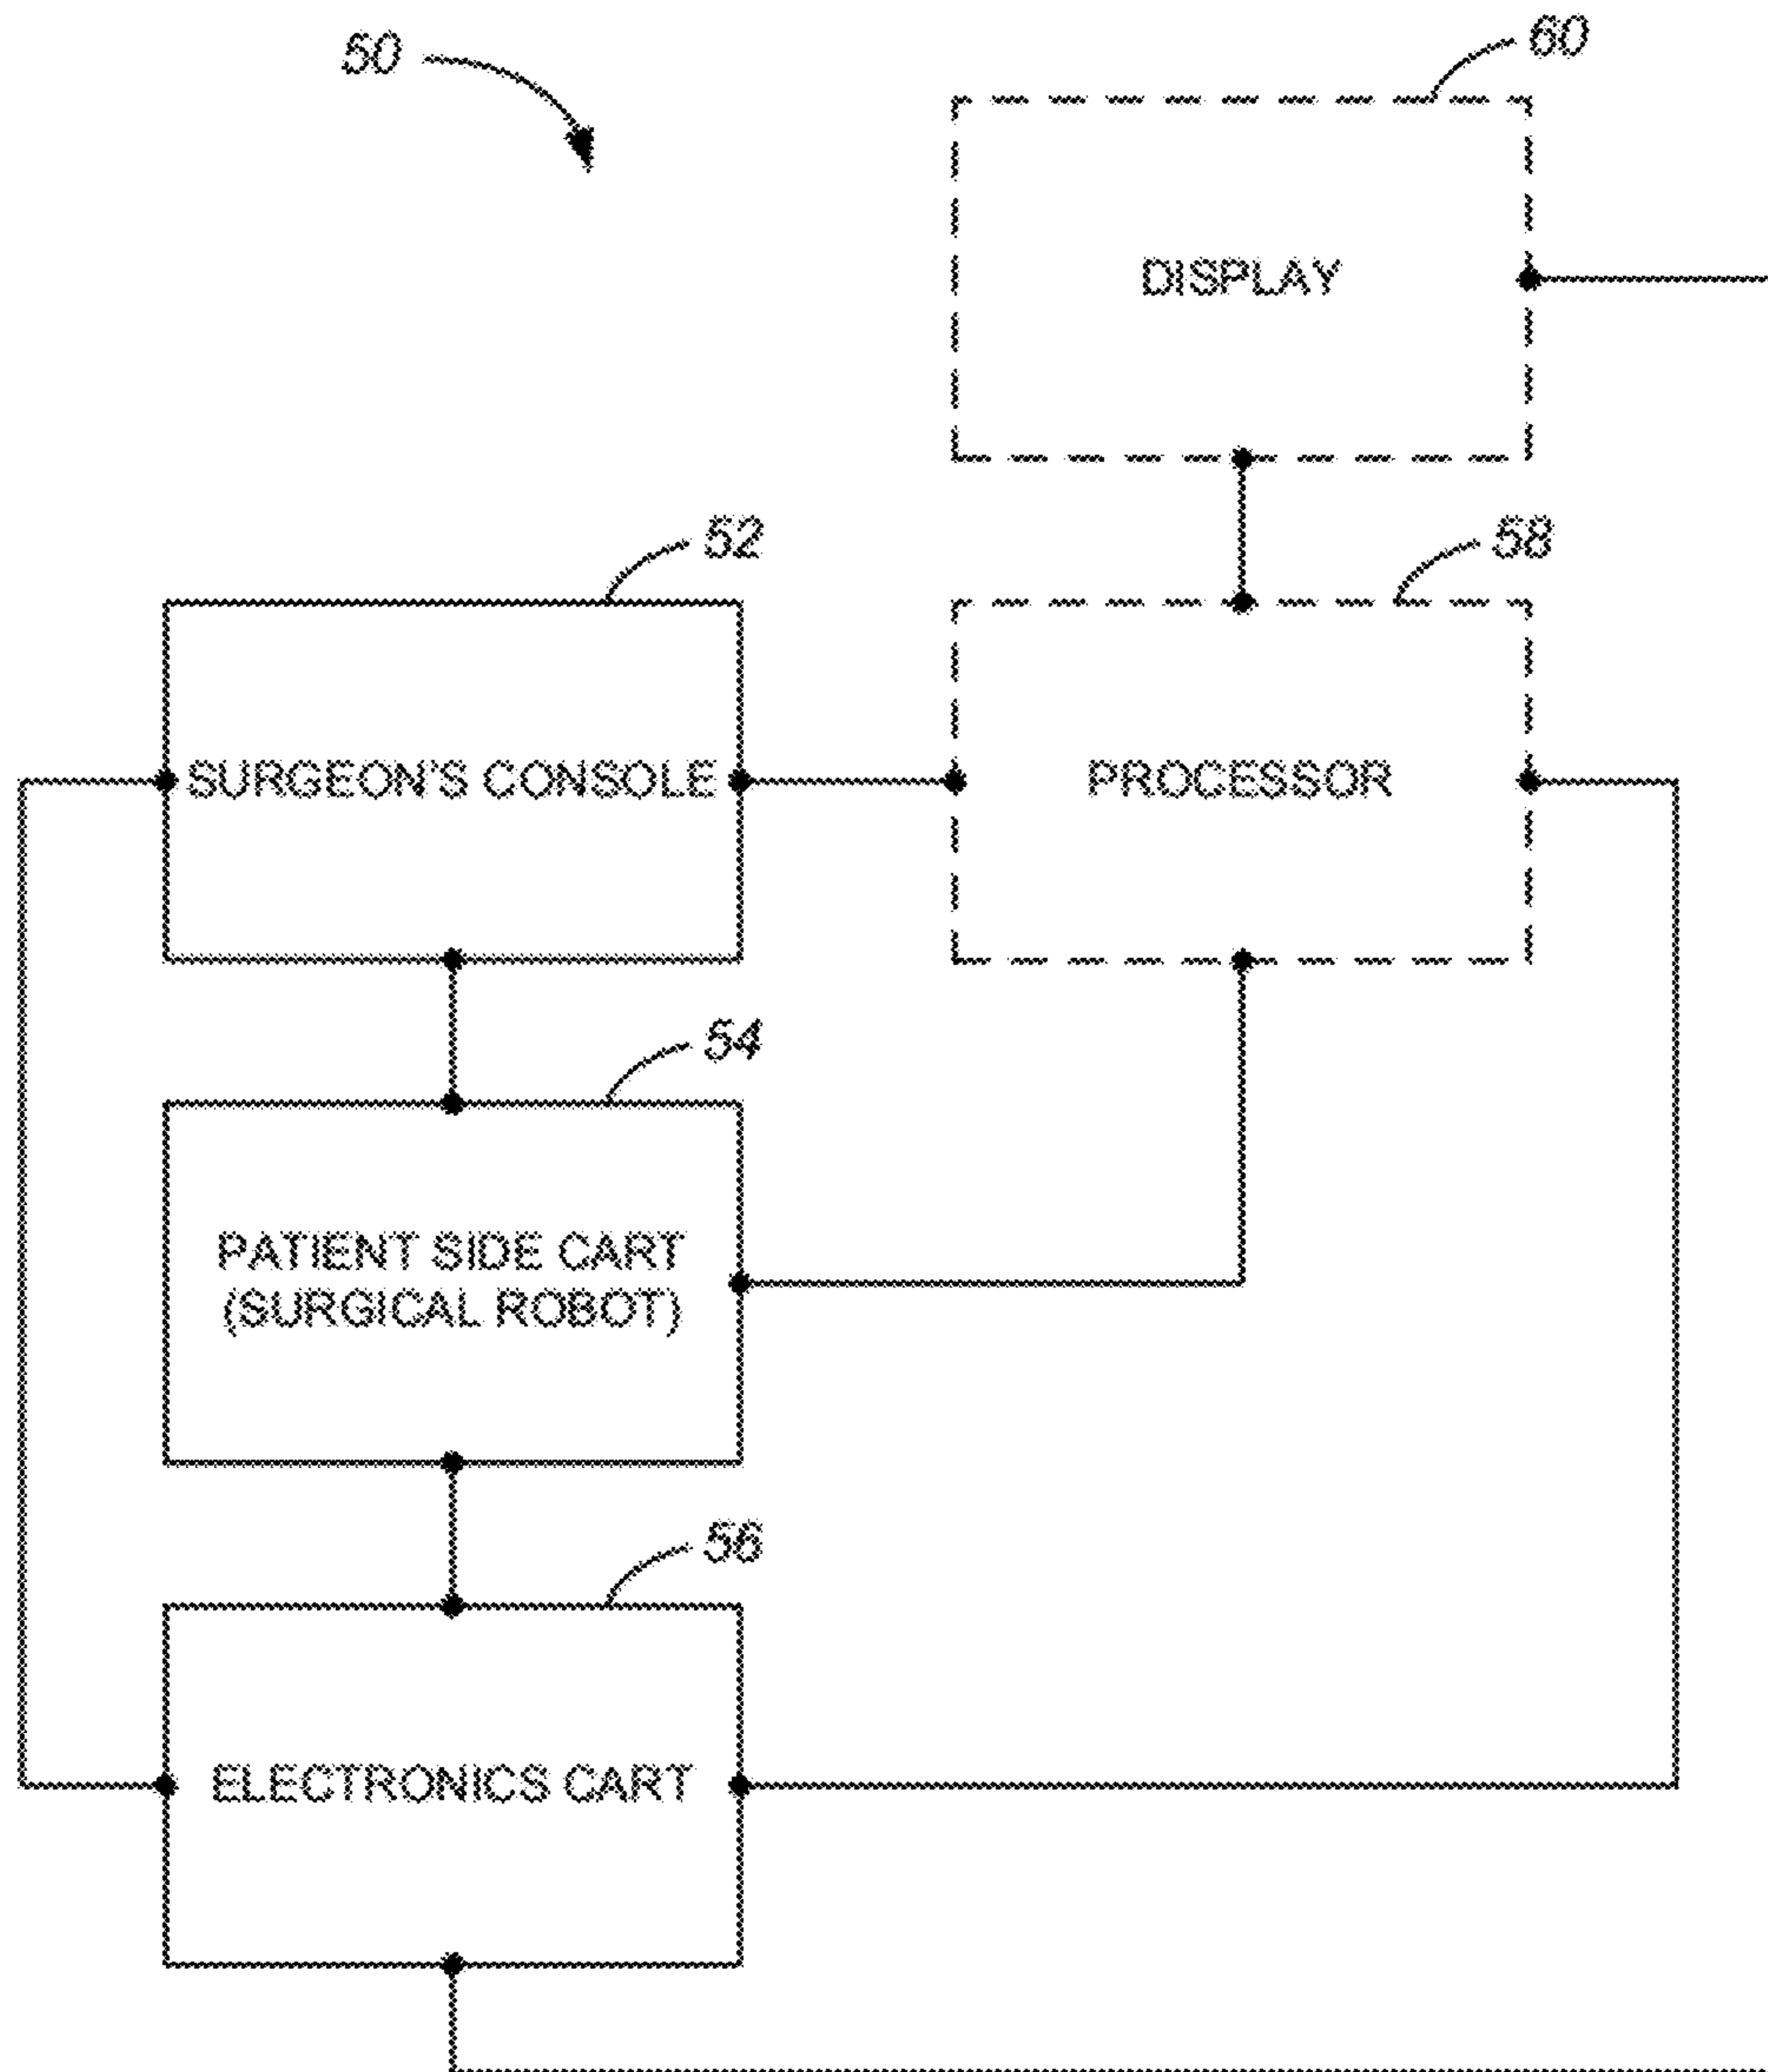 50
60
DISPLAY
52
58
SURGEON'S CONSOLE
PROCESSOR
54
PATIENT SIDE CART
(SURGICAL ROBOT)
56
ELECTRONICS CART